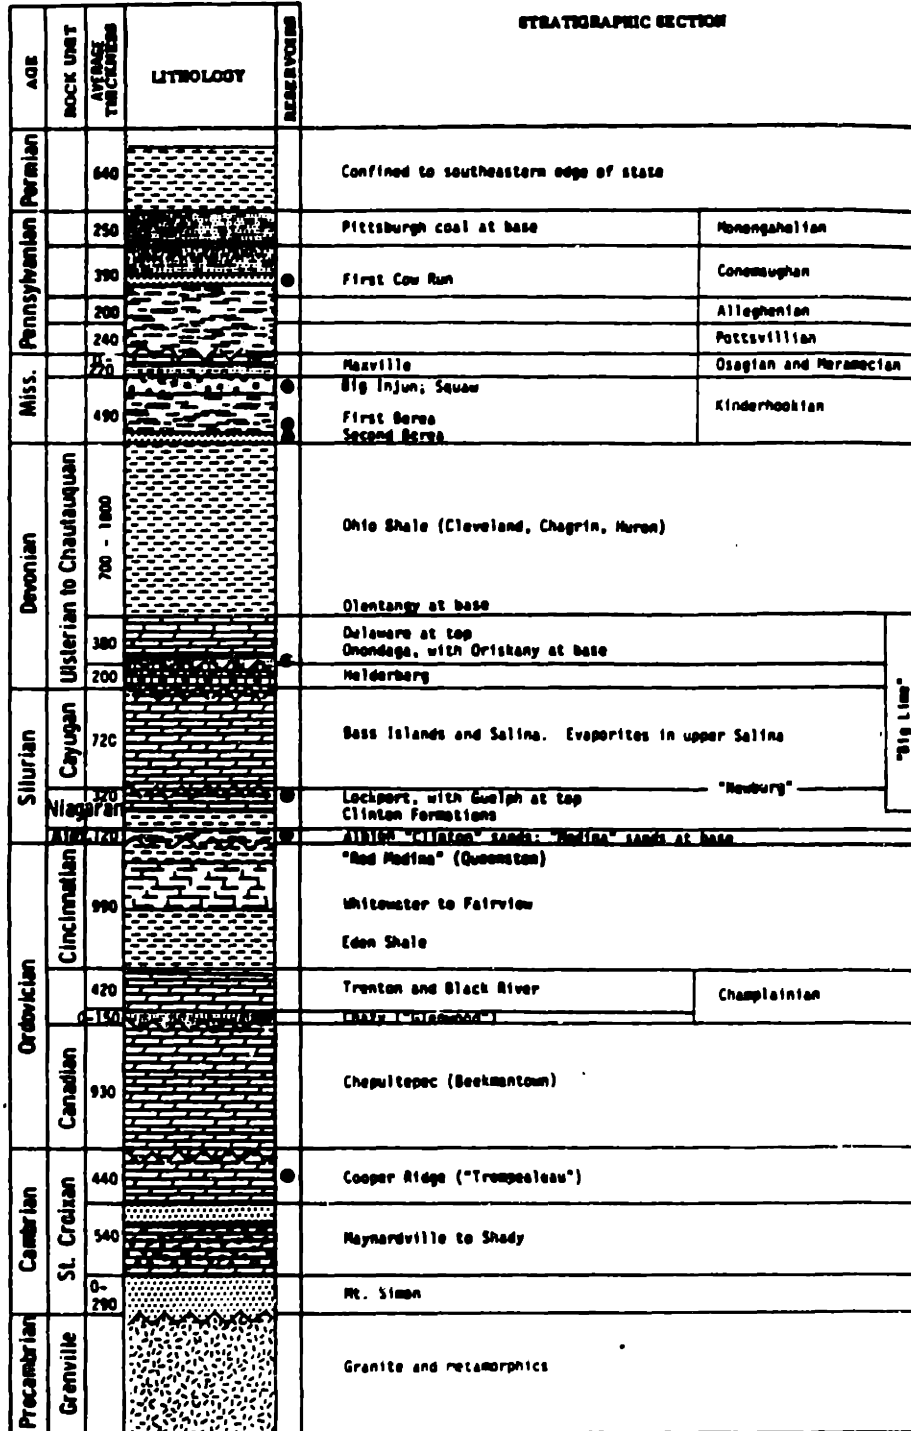 STRATIGRAPHIC SECTION
AGE
ROCK UNIT
AVERAGE THICKNESS
LITHOLOGY
RESERVOIRS
Permian
640
Confined to southeastern edge of state
Pennsylvanian
250
Pittsburgh coal at base
Monongahelian
390
First Cow Run
Conemaughan
200
Alleghenian
240
Pottsvillian
Miss.
220
Maxville
Osagian and Meramecian
490
Big Injun; Squaw
First Berea
Second Berea
Kinderhookian
Devonian
Ulsterian to Chautauquan
700 - 1800
Ohio Shale (Cleveland, Chagrin, Huron)
Olentangy at base
380
Delaware at top
Onondaga, with Oriskany at base
200
Helderberg
"Big Lime"
Silurian
Cayugan
720
Bass Islands and Salina. Evaporites in upper Salina
"Newburg"
Niagaran
320
Lockport, with Guelph at top
Clinton Formations
120
Albion "Clinton" sands; "Medina" sands at base
Ordovician
Cincinnatian
990
"Red Medina" (Queenston)
Whitewater to Fairview
Eden Shale
420
Trenton and Black River
Champlainian
0-150
Chazy ("Glenwood")
Canadian
930
Chepultepec (Beekmantown)
Cambrian
St. Croixan
440
Cooper Ridge ("Trempealeau")
540
Maynardville to Shady
0-
290
Mt. Simon
Precambrian
Grenville
Granite and metamorphics